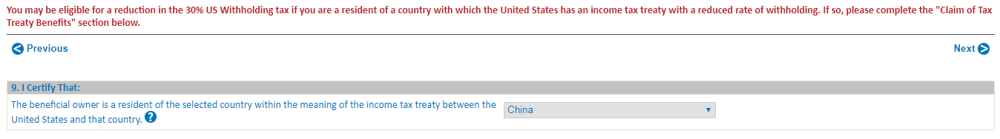 You may be eligible for a reduction in the 30% US Withholding tax if you are a resident of a country with which the United States has an income tax treaty with a reduced rate of withholding. If so, please complete the "Claim of Tax
Treaty Benefits" section below.
Previous
Next
9. I Certify That:
The beneficial owner is a resident of the selected country within the meaning of the income tax treaty between the
United States and that country. ?
China